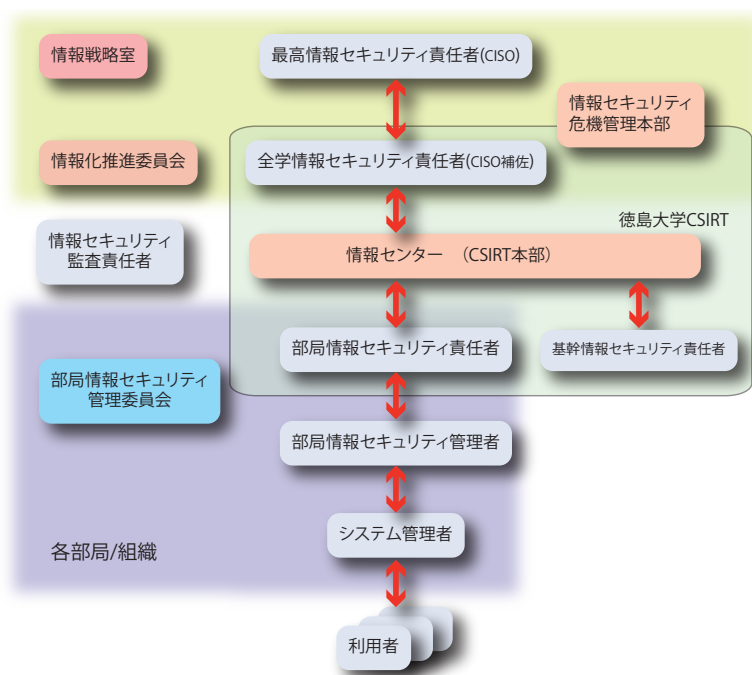 情報戦略室
最高情報セキュリティ責任者(CISO)
情報セキュリティ
危機管理本部
情報化推進委員会
全学情報セキュリティ責任者(CISO補佐)
徳島大学CSIRT
情報セキュリティ
監査責任者
情報センター　（CSIRT本部）
部局情報セキュリティ責任者
基幹情報セキュリティ責任者
部局情報セキュリティ
管理委員会
部局情報セキュリティ管理者
システム管理者
各部局/組織
利用者